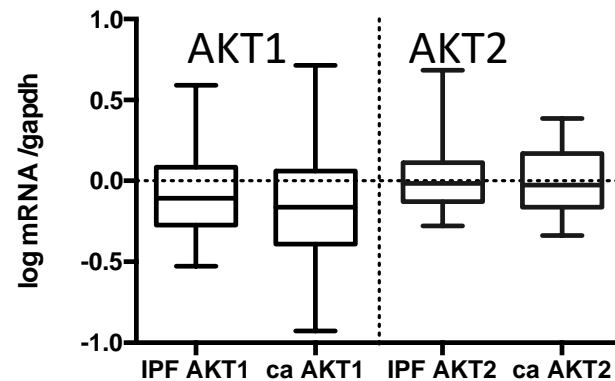 AKT1 AKT2
log mRNA /gapdh
1.0
0.5
0.0
-0.5
-1.0
IPF AKT1 ca AKT1 IPF AKT2 ca AKT2